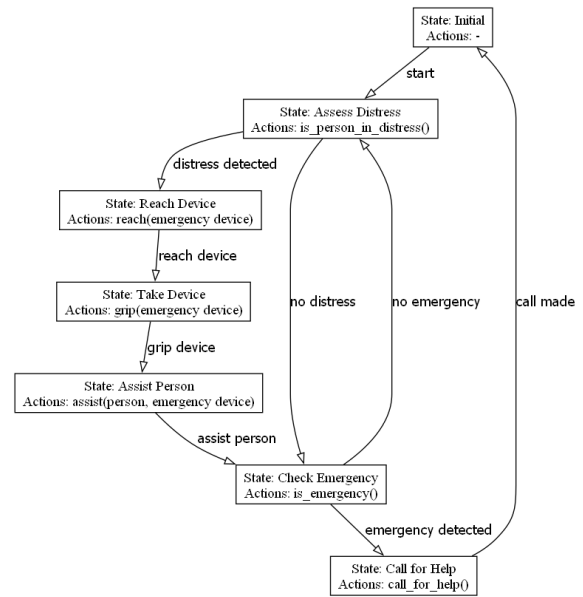 State: Initial
Actions: -
start
State: Assess Distress
Actions: is_person_in_distress()
distress detected
State: Reach Device
Actions: reach(emergency device)
reach device
State: Take Device
Actions: grip(emergency device)
no distress
no emergency
call made
grip device
State: Assist Person
Actions: assist(person, emergency device)
assist person
State: Check Emergency
Actions: is_emergency()
emergency detected
State: Call for Help
Actions: call_for_help()